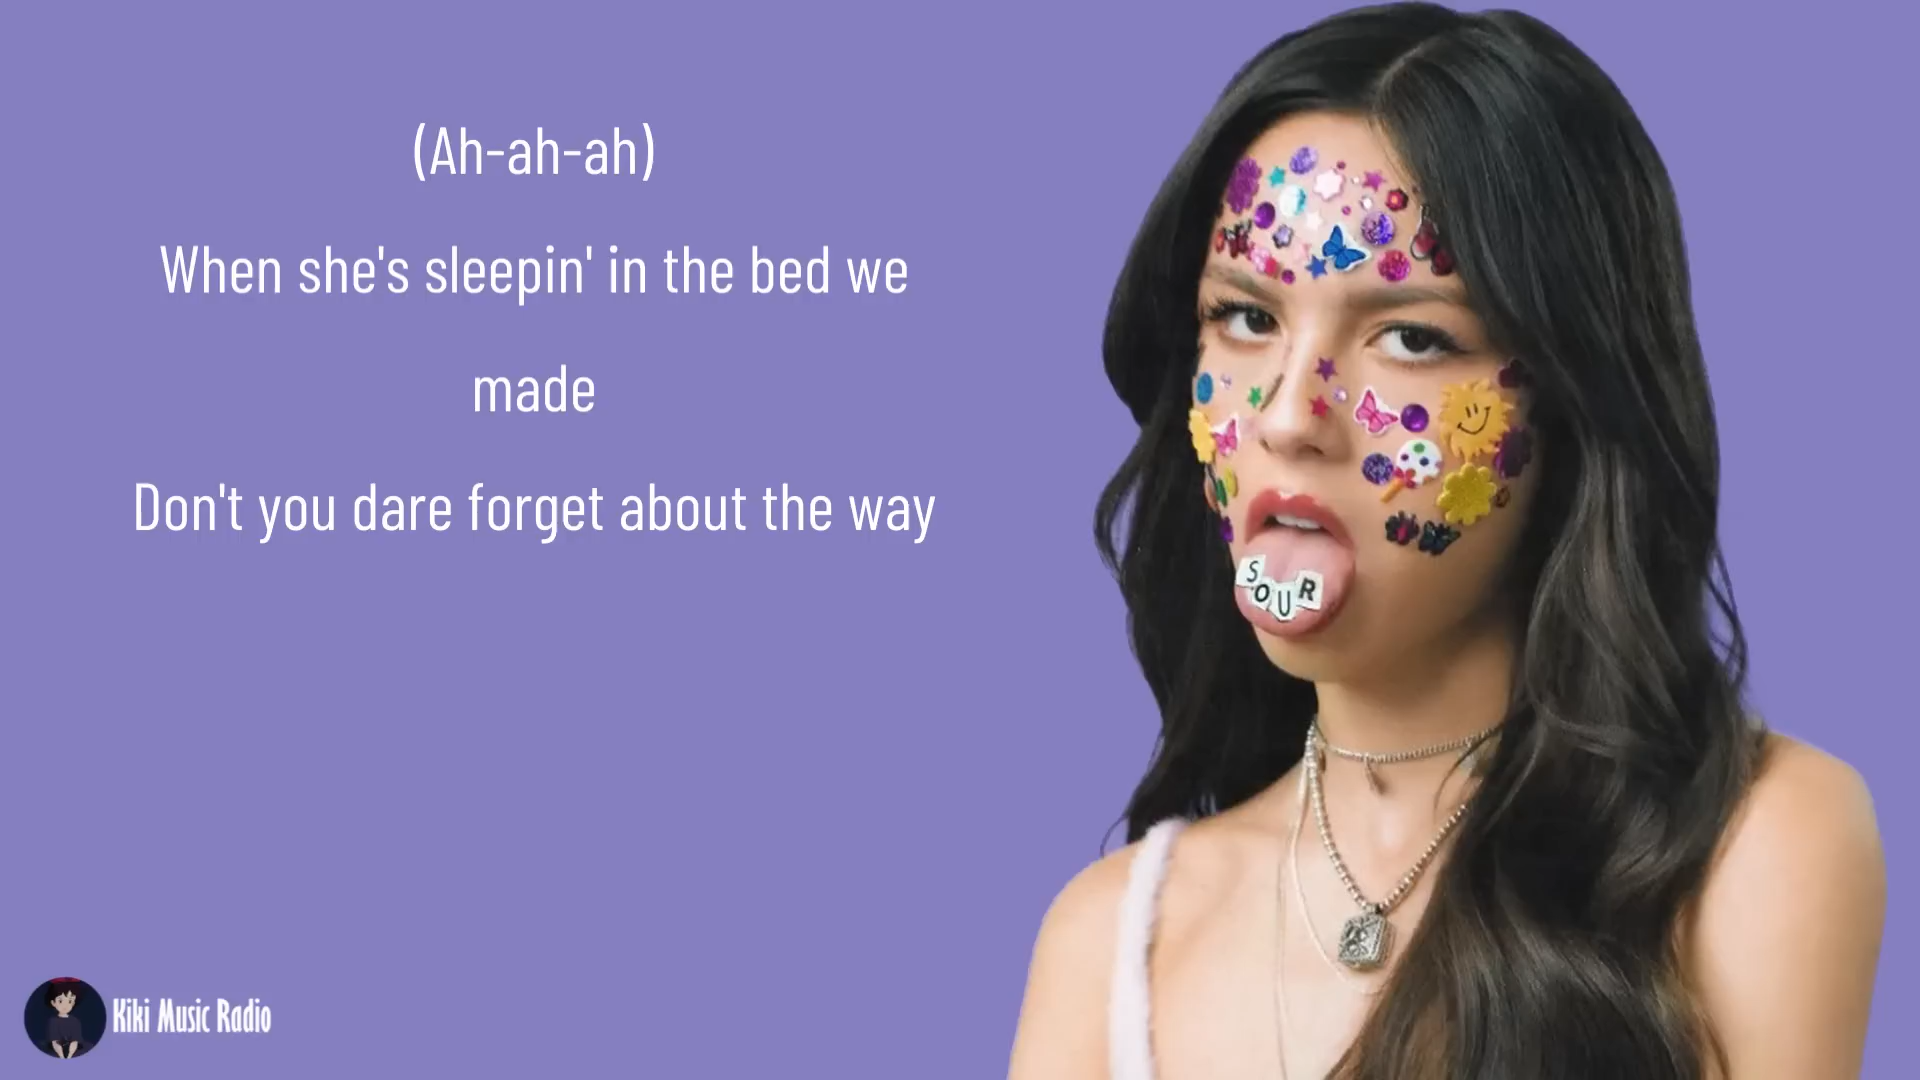 (Ah-ah-ah)
When she's sleepin' in the bed we
made
Don't you dare forget about the way
SOUR
Kiki Music Radio